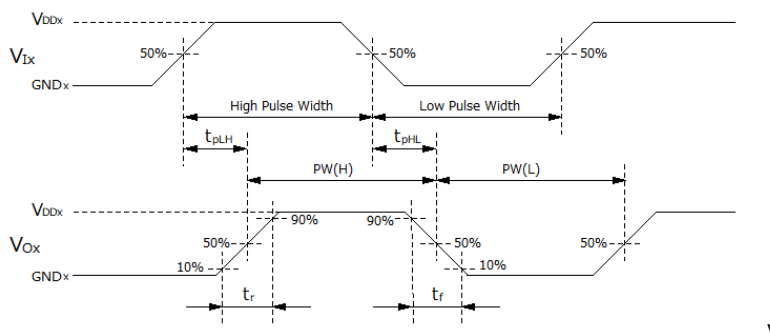 VDDx
VIx
50%
50%
50%
GNDx
High Pulse Width
Low Pulse Width
tpLH
tpHL
PW(H)
PW(L)
VDDx
90%
90%
VOx
50%
50%
50%
10%
10%
GNDx
tr
tf